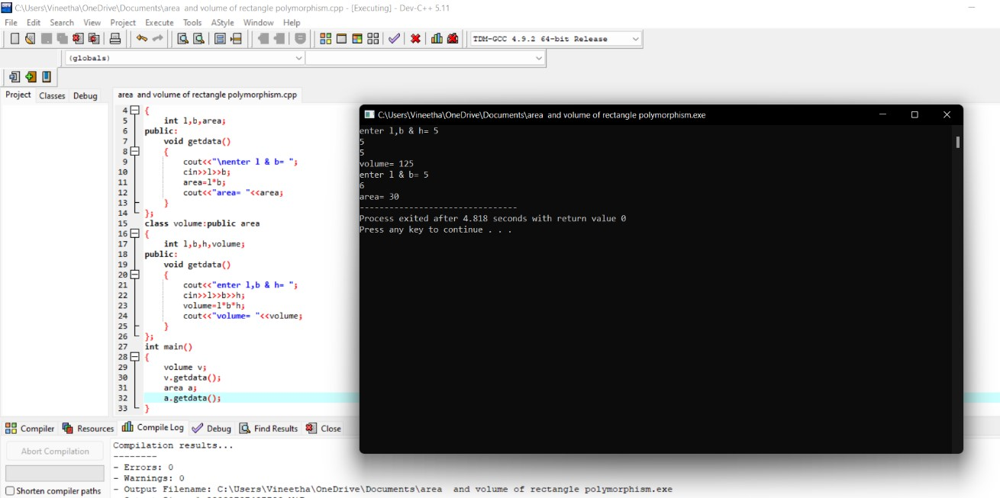 C:\Users\Vineetha\OneDrive\Documents\area  and volume of rectangle polymorphism.cpp - [Executing] - Dev-C++ 5.11
File Edit Search View Project Execute Tools AStyle Window Help
TDM-GCC 4.9.2 64-bit Release
(globals)
Project Classes Debug
area  and volume of rectangle polymorphism.cpp
4 {
5 int l,b,area;
6 public:
7 void getdata()
8 {
9 cout<<"\nenter l & b= ";
10 cin>>l>>b;
11 area=l*b;
12 cout<<"area= "<<area;
13 }
14 };
15 class volume:public area
16 {
17 int l,b,h,volume;
18 public:
19 void getdata()
20 {
21 cout<<"enter l,b & h= ";
22 cin>>l>>b>>h;
23 volume=l*b*h;
24 cout<<"volume= "<<volume;
25 }
26 };
27 int main()
28 {
29 volume v;
30 v.getdata();
31 area a;
32 a.getdata();
33 }
C:\Users\Vineetha\OneDrive\Documents\area  and volume of rectangle polymorphism.exe
enter l,b & h= 5
5
5
volume= 125
enter l & b= 5
6
area= 30
--------------------------------
Process exited after 4.818 seconds with return value 0
Press any key to continue . . .
Compiler Resources Compile Log Debug Find Results Close
Abort Compilation
Shorten compiler paths
Compilation results...
--------
- Errors: 0
- Warnings: 0
- Output Filename: C:\Users\Vineetha\OneDrive\Documents\area  and volume of rectangle polymorphism.exe